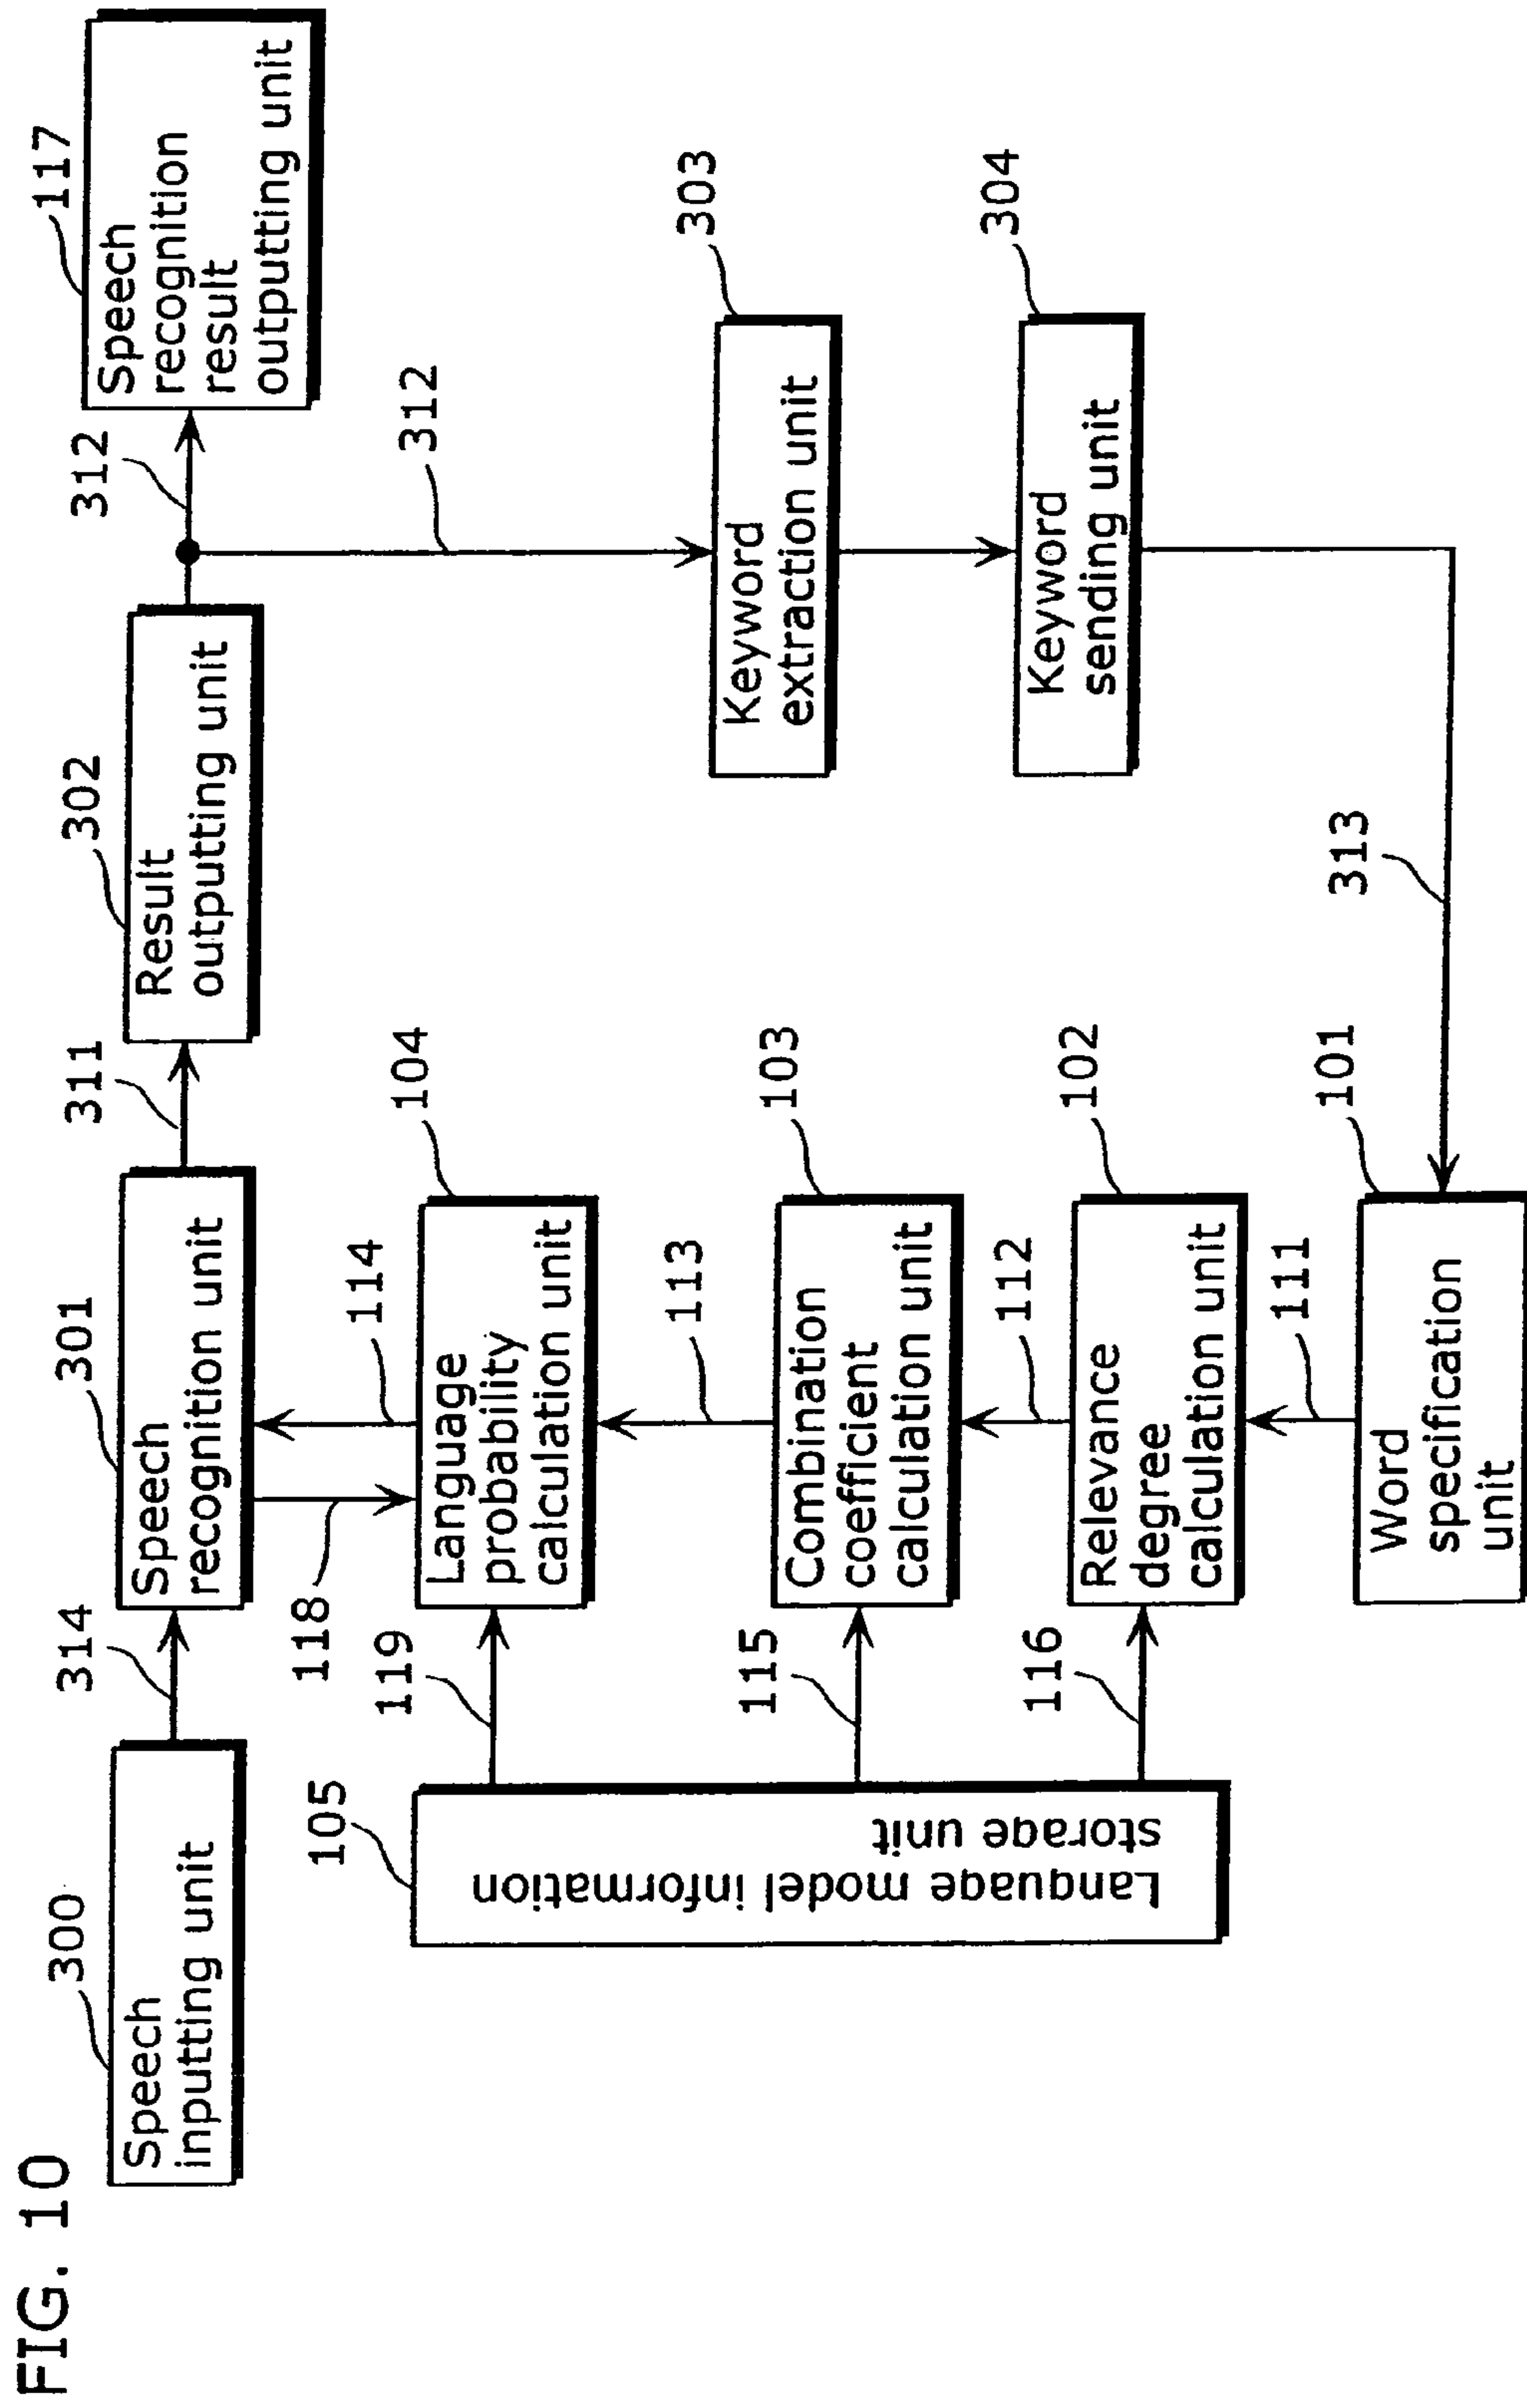 FIG. 10
300
Speech
inputting unit
314
301
Speech
recognition unit
311
302
Result
outputting unit
312
117
Speech
recognition
result
outputting unit
312
118
114
105
Language model information
storage unit
119
104
Language
probability
calculation unit
113
115
103
Combination
coefficient
calculation unit
112
116
102
Relevance
degree
calculation unit
111
101
Word
specification
unit
303
Keyword
extraction unit
304
Keyword
sending unit
313